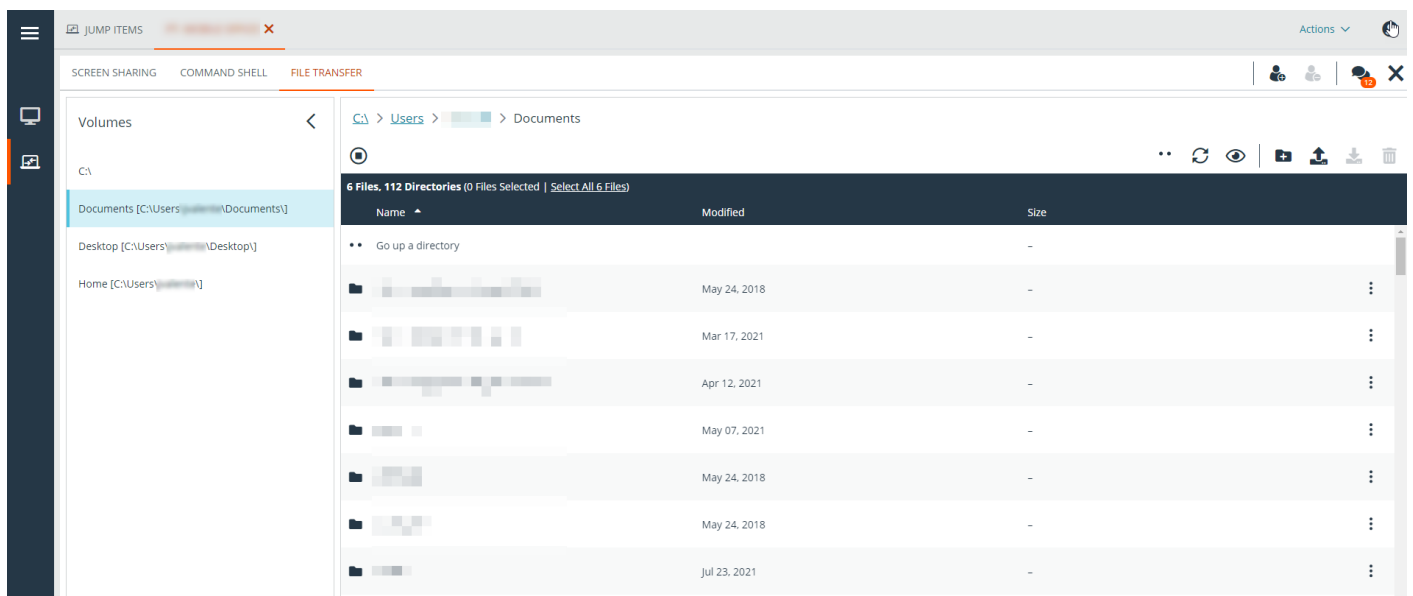 JUMP ITEMS
Actions
SCREEN SHARING COMMAND SHELL FILE TRANSFER
12
Volumes
C:\ > Users > > Documents
C:\
Documents [C:\Users\ \Documents\]
Desktop [C:\Users\ \Desktop\]
Home [C:\Users\ \]
6 Files, 112 Directories (0 Files Selected | Select All 6 Files)
Name Modified Size
Go up a directory –
May 24, 2018 –
Mar 17, 2021 –
Apr 12, 2021 –
May 07, 2021 –
May 24, 2018 –
May 24, 2018 –
Jul 23, 2021 –